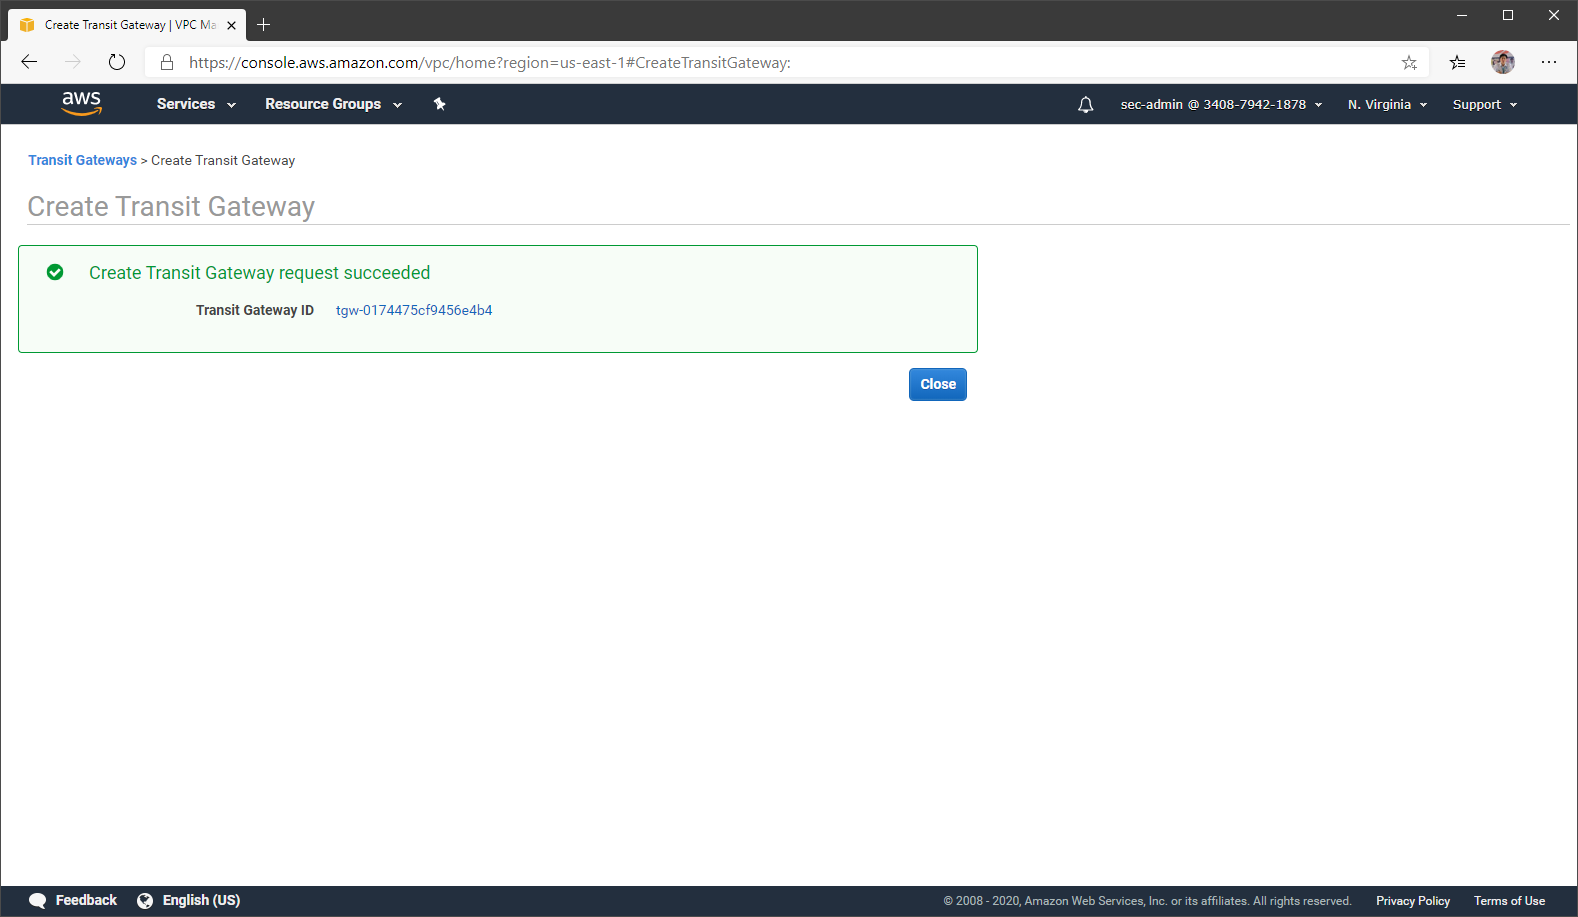 Create Transit Gateway | VPC Ma
https://console.aws.amazon.com/vpc/home?region=us-east-1#CreateTransitGateway:
aws Services Resource Groups sec-admin @ 3408-7942-1878 N. Virginia Support
Transit Gateways > Create Transit Gateway
Create Transit Gateway
Create Transit Gateway request succeeded
Transit Gateway ID tgw-0174475cf9456e4b4
Close
Feedback English (US) © 2008 - 2020, Amazon Web Services, Inc. or its affiliates. All rights reserved. Privacy Policy Terms of Use